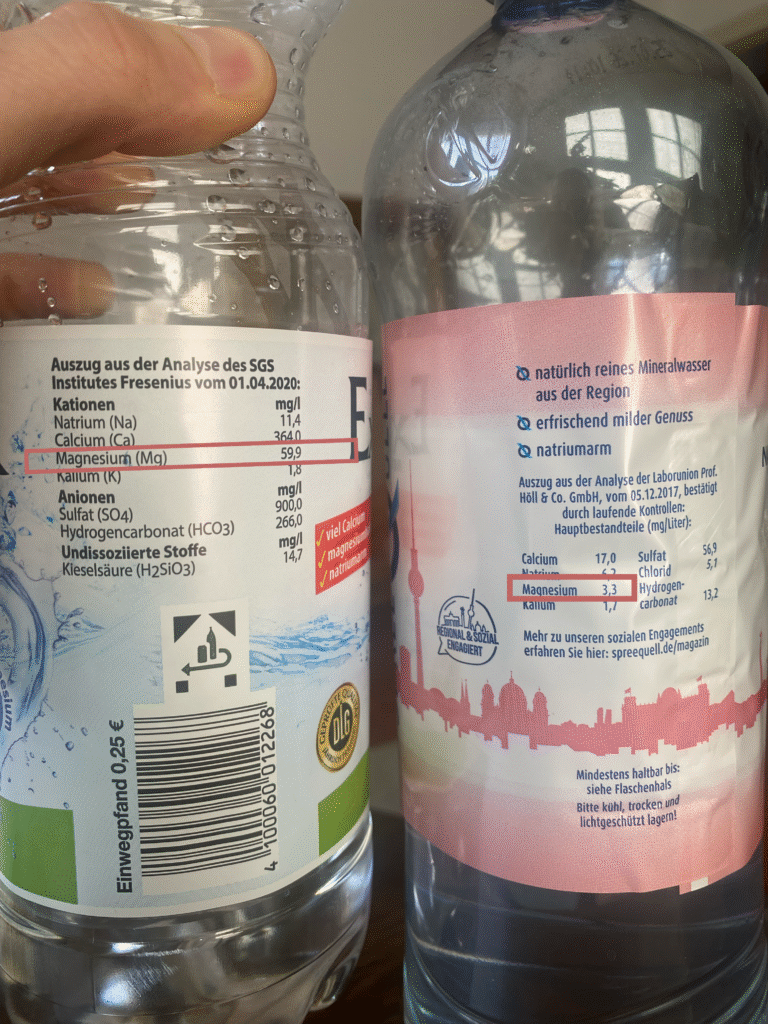 Auszug aus der Analyse des SGS
Institutes Fresenius vom 01.04.2020:
Kationen mg/l
Natrium (Na) 11,4
Calcium (Ca) 364,0
Magnesium (Mg) 59,9
Kalium (K) 1,8
Anionen mg/l
Sulfat (SO4) 900,0
Hydrogencarbonat (HCO3) 266,0
Undissoziierte Stoffe mg/l
Kieselsäure (H2SiO3) 14,7
✓ viel Calcium
✓ natriumarm
Einwegpfand 0,25 €
4 100060 012268
GEPRÜFTE
DLG
natürlich reines Mineralwasser
aus der Region
erfrischend milder Genuss
natriumarm
Auszug aus der Analyse der Laborunion Prof.
Höll & Co. GmbH, vom 05.12.2017, bestätigt
durch laufende Kontrollen:
Hauptbestandteile (mg/Liter):
Calcium 17,0 Sulfat 56,9
Natrium Chlorid 5,1
Magnesium 3,3 Hydrogen-
Kalium 1,7 carbonat 13,2
REGIONAL & SOZIAL
ENGAGIERT
Mehr zu unseren sozialen Engagements
erfahren Sie hier: spreequell.de/magazin
Mindestens haltbar bis:
siehe Flaschenhals
Bitte kühl, trocken und
lichtgeschützt lagern!